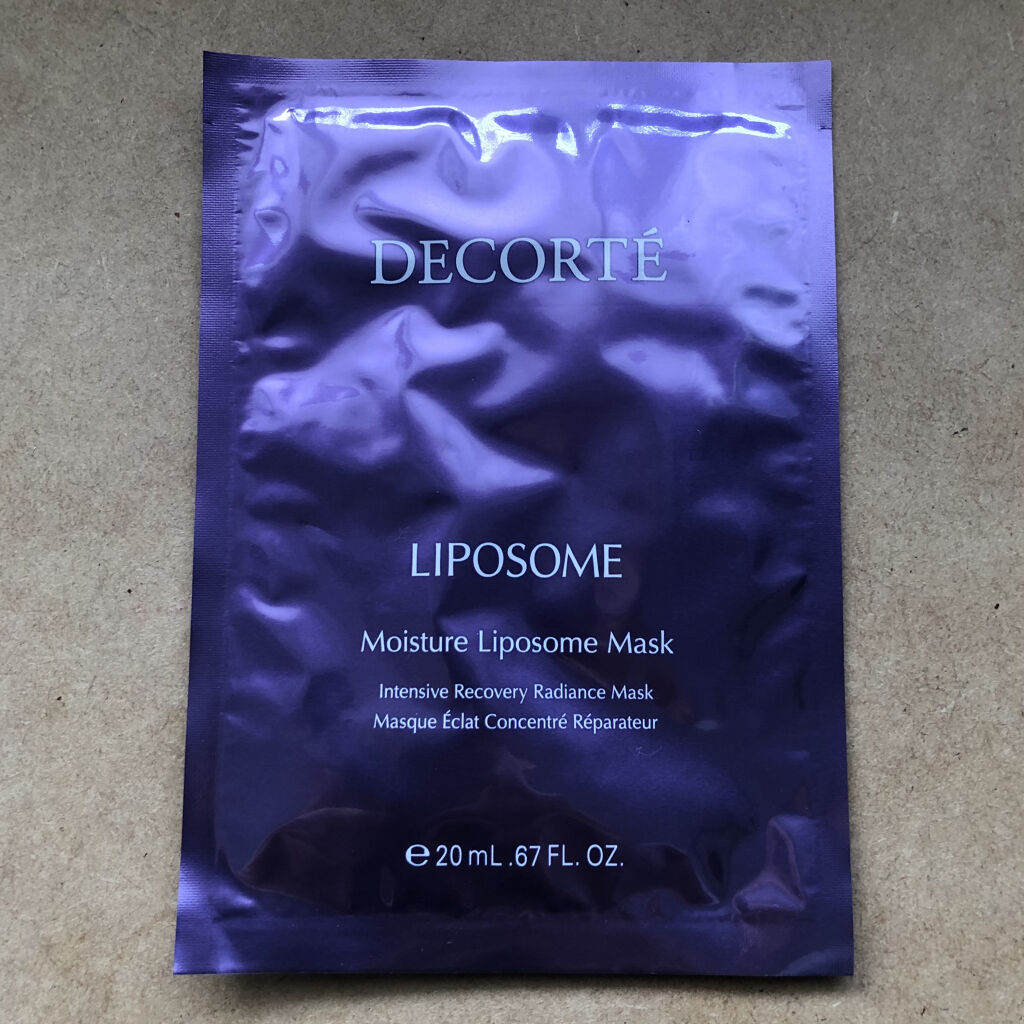 DECORTÉ
LIPOSOME
Moisture Liposome Mask
Intensive Recovery Radiance Mask
Masque Éclat Concentré Réparateur
℮ 20 mL .67 FL. OZ.